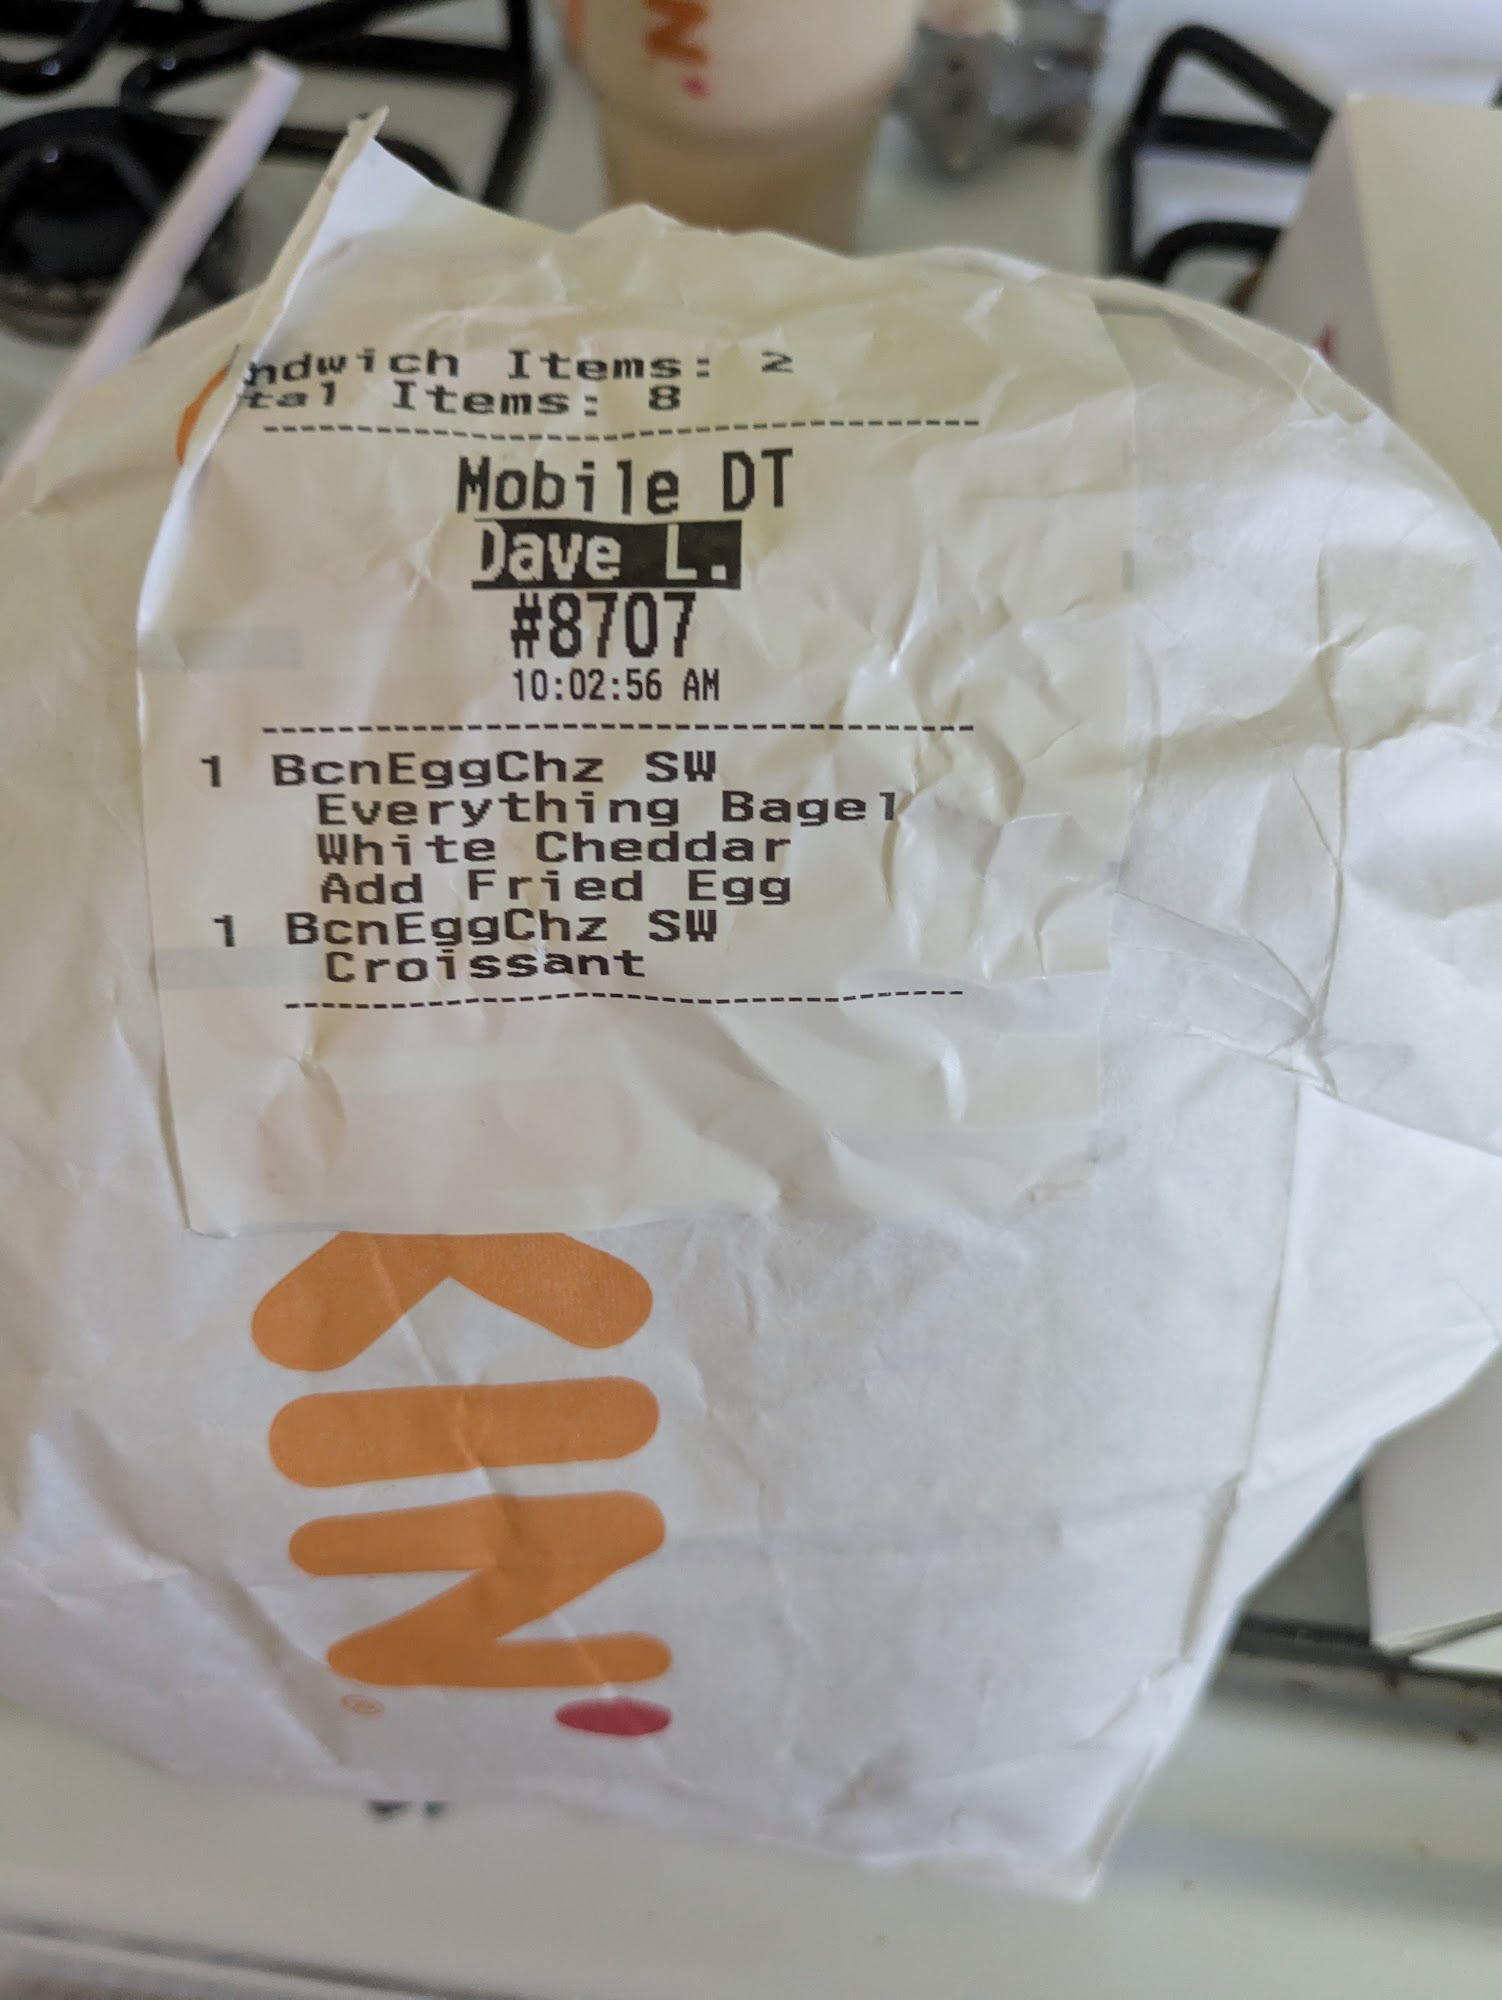 N'
ndwich Items: 2
tal Items: 8
Mobile DT
Dave L.
#8707
10:02:56 AM
1 BcnEggChz SW
Everything Bagel
White Cheddar
Add Fried Egg
1 BcnEggChz SW
Croissant
KIN'
®